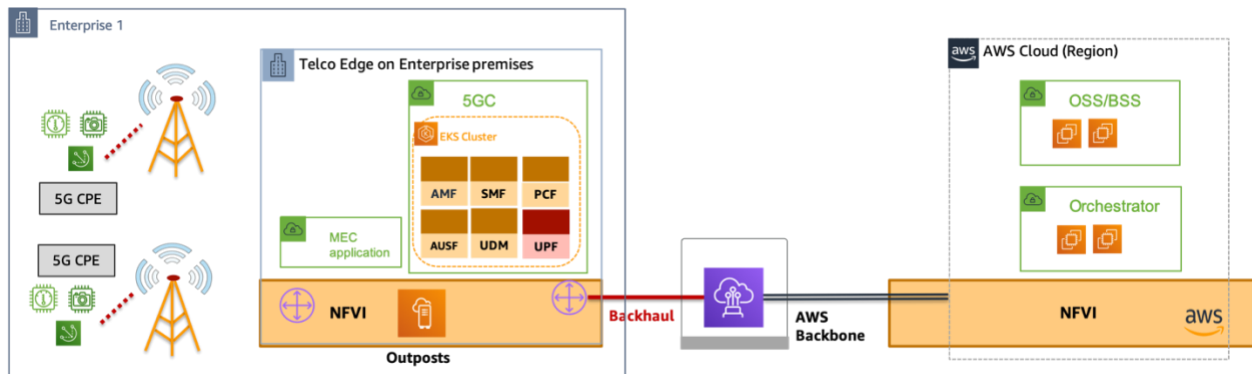 Enterprise 1
5G CPE
5G CPE
Telco Edge on Enterprise premises
5GC
EKS Cluster
AMF
SMF
PCF
AUSF
UDM
UPF
MEC
application
NFVI
Outposts
Backhaul
AWS
Backbone
aws
AWS Cloud (Region)
OSS/BSS
Orchestrator
NFVI
aws